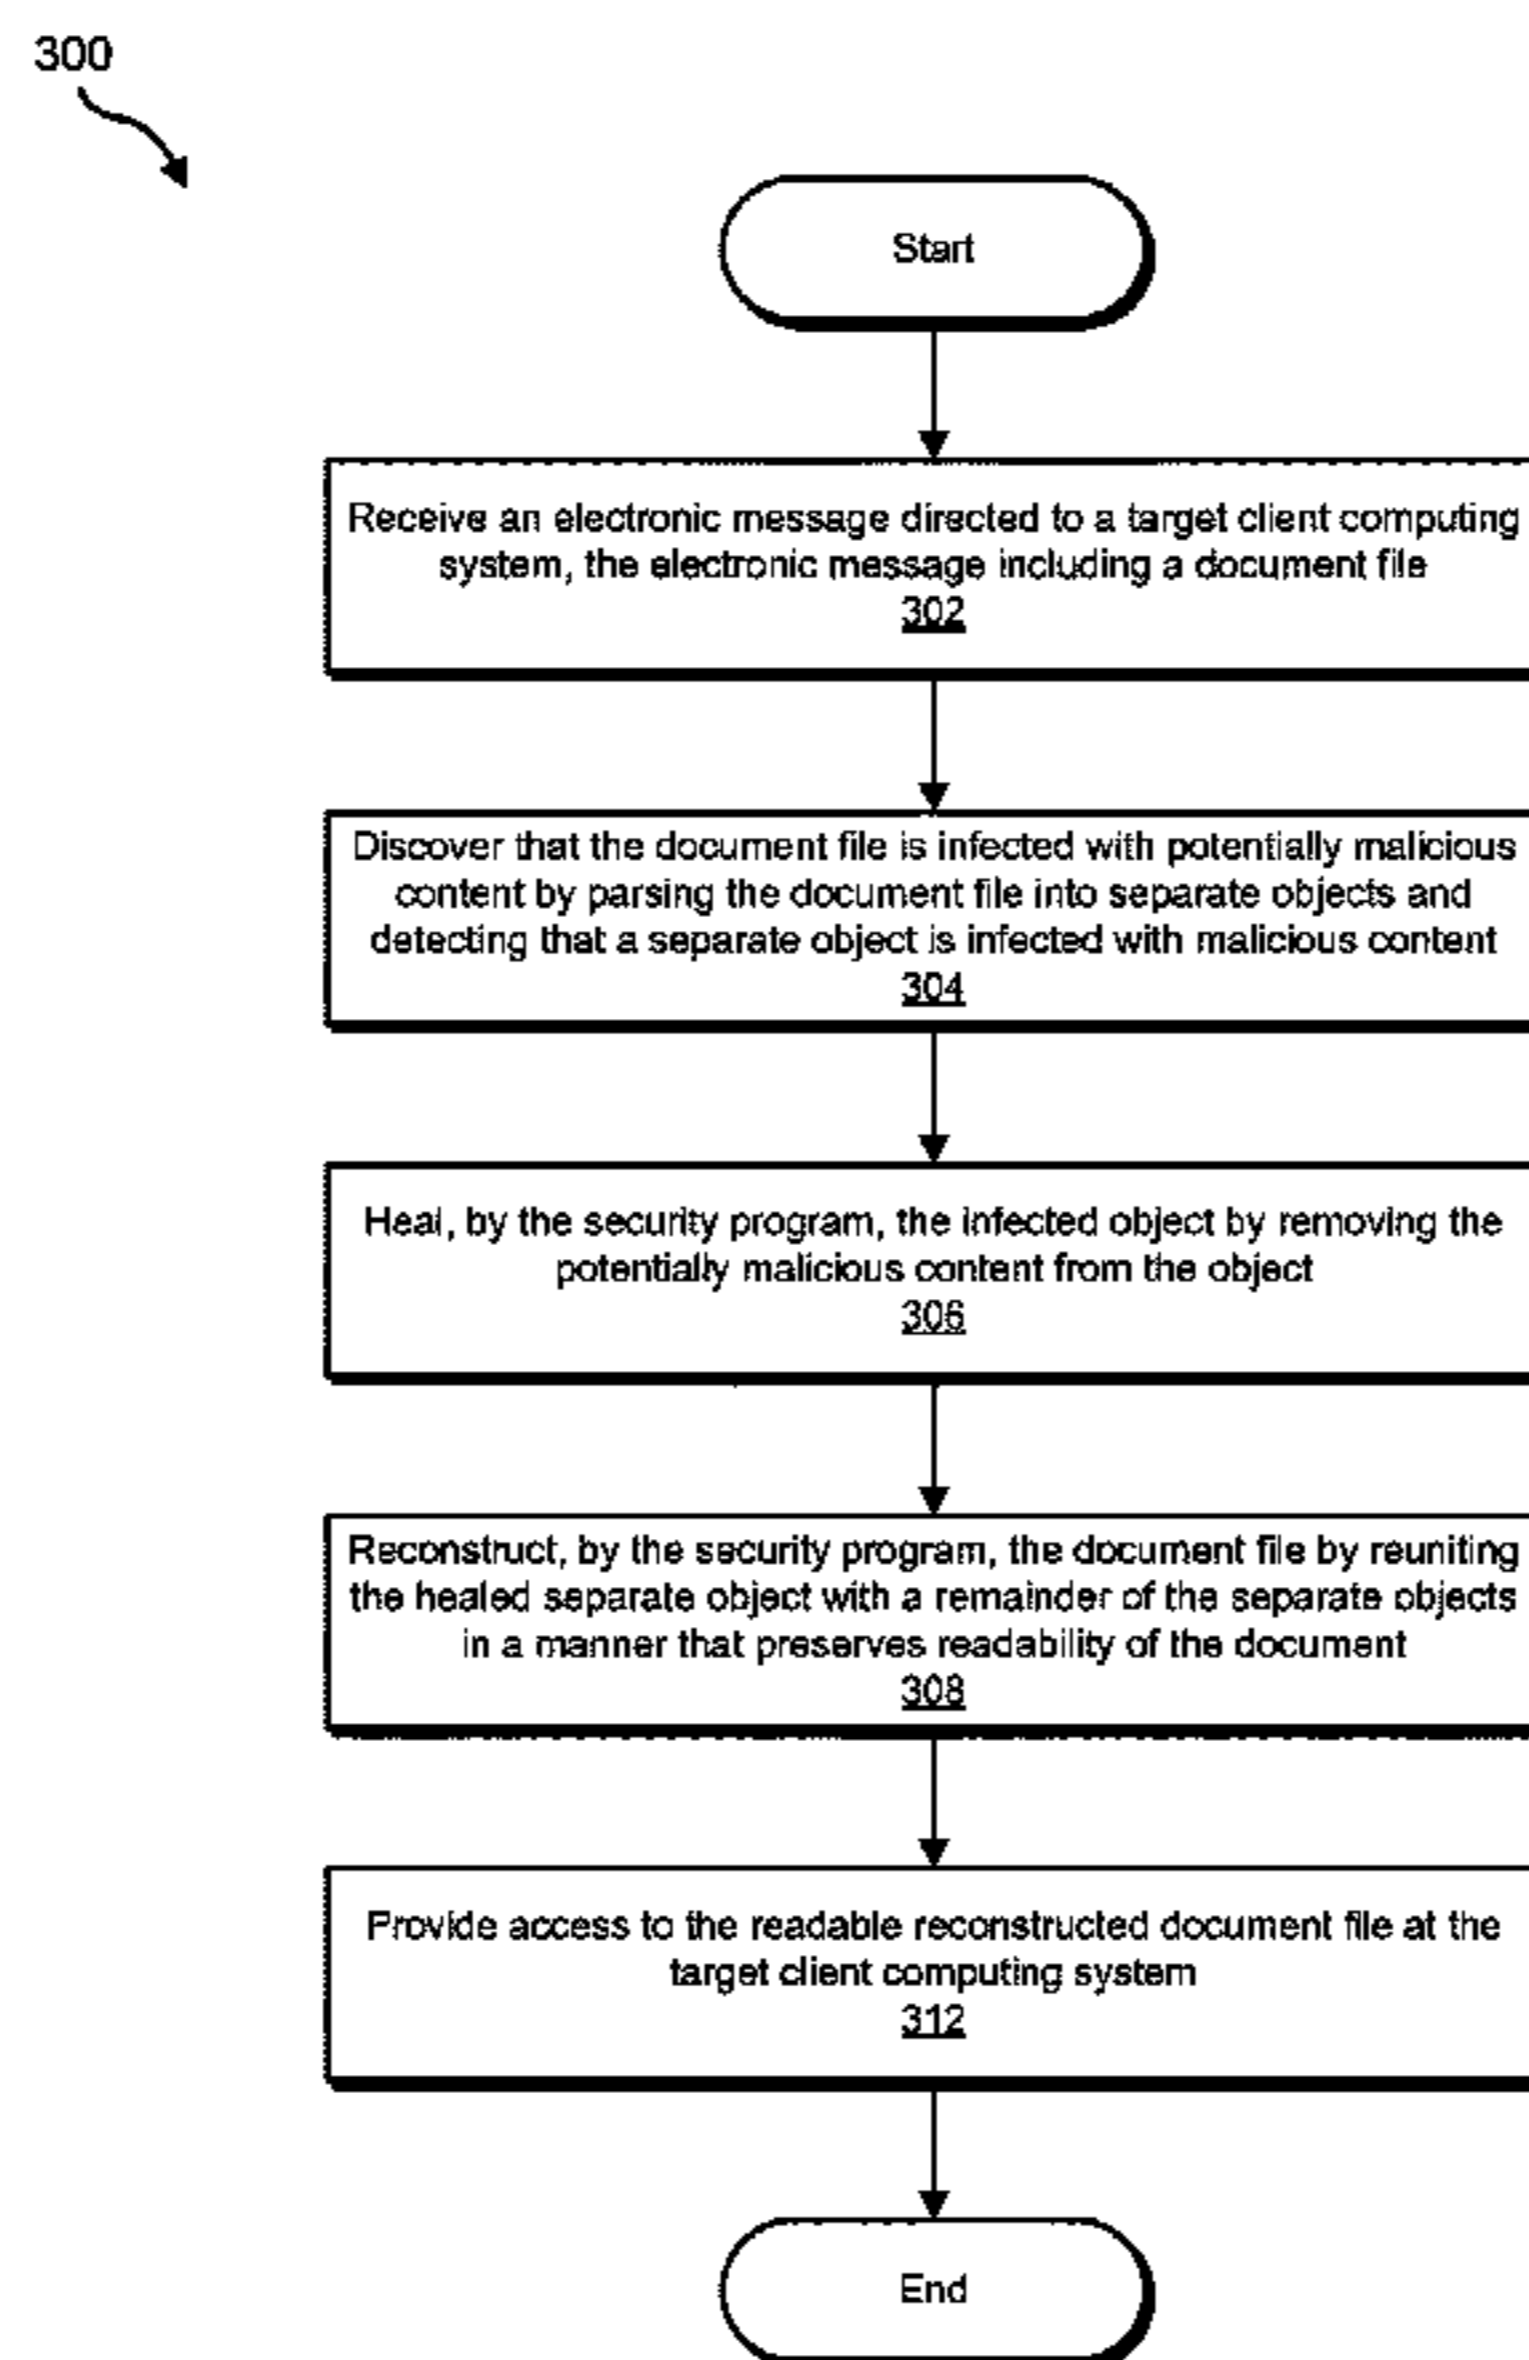 300
Start
Receive an electronic message directed to a target client computing
system, the electronic message including a document file
302
Discover that the document file is infected with potentially malicious
content by parsing the document file into separate objects and
detecting that a separate object is infected with malicious content
304
Heal, by the security program, the infected object by removing the
potentially malicious content from the object
306
Reconstruct, by the security program, the document file by reuniting
the healed separate object with a remainder of the separate objects
in a manner that preserves readability of the document
308
Provide access to the readable reconstructed document file at the
target client computing system
312
End